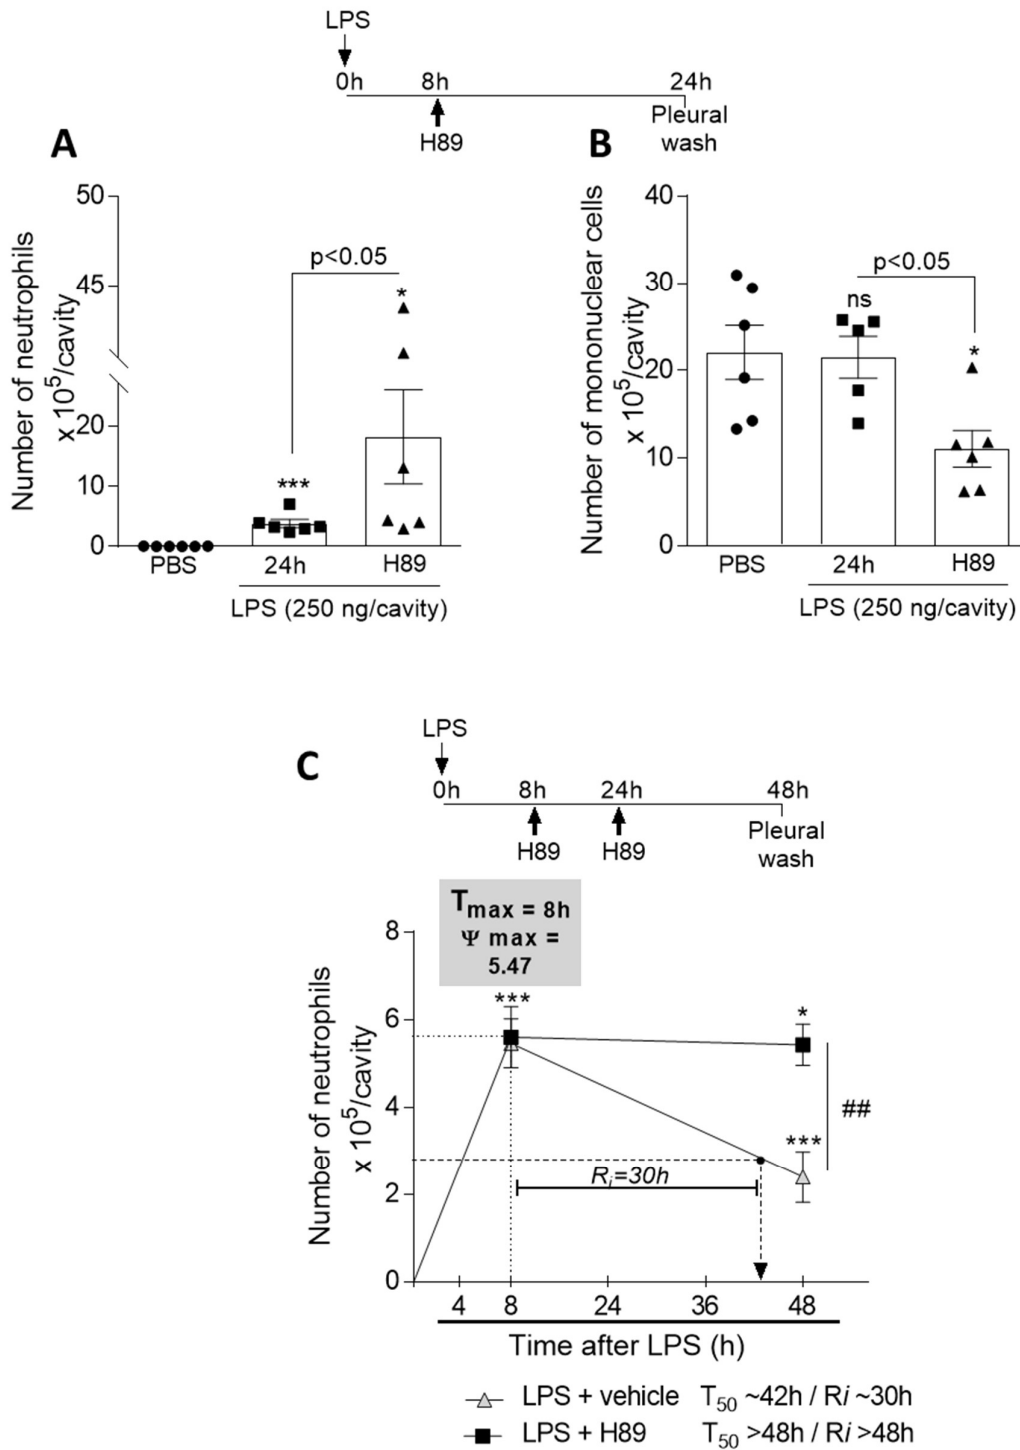 LPS
0h 8h 24h
H89
Pleural
wash
A
Number of neutrophils
x 10⁵/cavity
50
45
20
10
0
p<0.05
*
***
PBS 24h H89
LPS (250 ng/cavity)
B
Number of mononuclear cells
x 10⁵/cavity
40
30
20
10
0
p<0.05
ns
*
PBS 24h H89
LPS (250 ng/cavity)
C
LPS
0h 8h 24h 48h
H89 H89
Pleural
wash
Tmax = 8h
Ψ max =
5.47
Number of neutrophils
x 10⁵/cavity
8
6
4
2
0
***
*
##
***
Ri=30h
4 8 24 36 48
Time after LPS (h)
LPS + vehicle T50 ~42h / Ri ~30h
LPS + H89 T50 >48h / Ri >48h